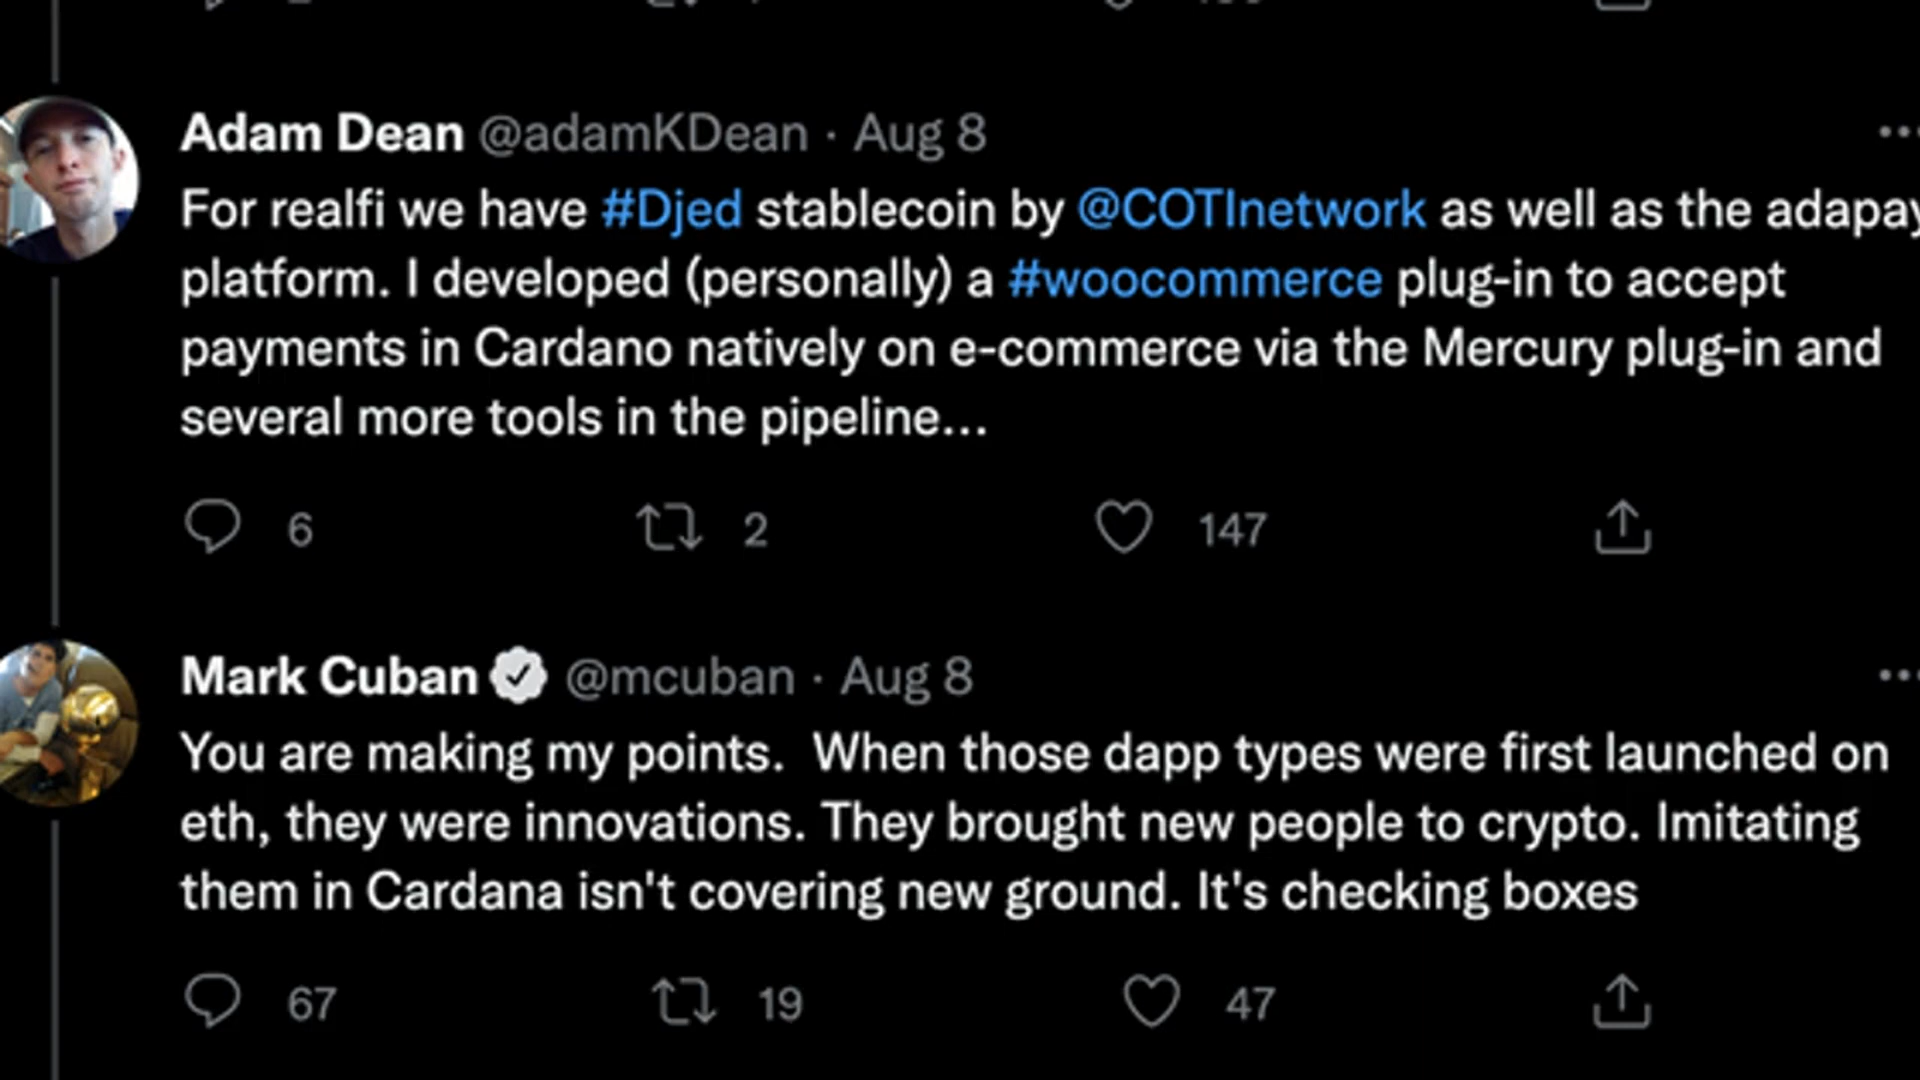 Adam Dean @adamKDean · Aug 8
For realfi we have #Djed stablecoin by @COTInetwork as well as the adapay
platform. I developed (personally) a #woocommerce plug-in to accept
payments in Cardano natively on e-commerce via the Mercury plug-in and
several more tools in the pipeline...
6 2 147
Mark Cuban @mcuban · Aug 8
You are making my points.  When those dapp types were first launched on
eth, they were innovations. They brought new people to crypto. Imitating
them in Cardana isn't covering new ground. It's checking boxes
67 19 47